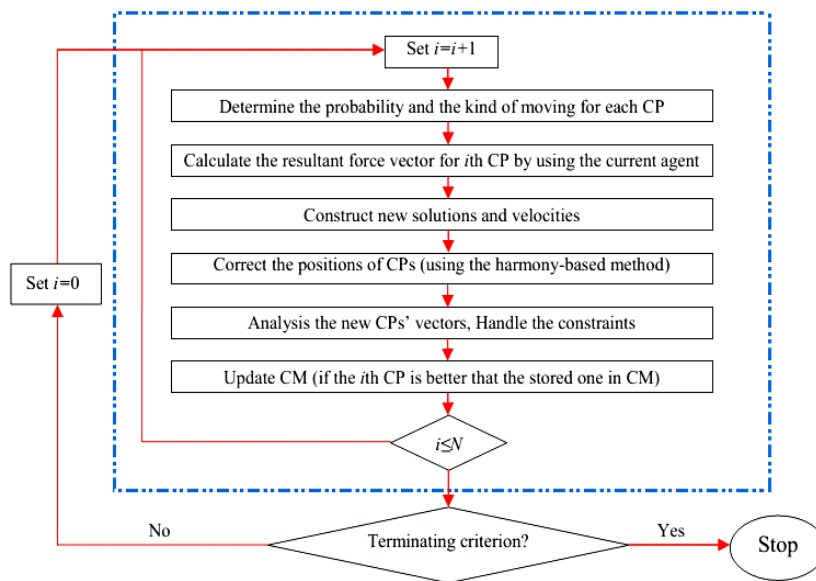 Set i=i+1
Determine the probability and the kind of moving for each CP
Calculate the resultant force vector for ith CP by using the current agent
Construct new solutions and velocities
Correct the positions of CPs (using the harmony-based method)
Set i=0
Analysis the new CPs’ vectors, Handle the constraints
Update CM (if the ith CP is better that the stored one in CM)
i≤N
No
Terminating criterion?
Yes
Stop